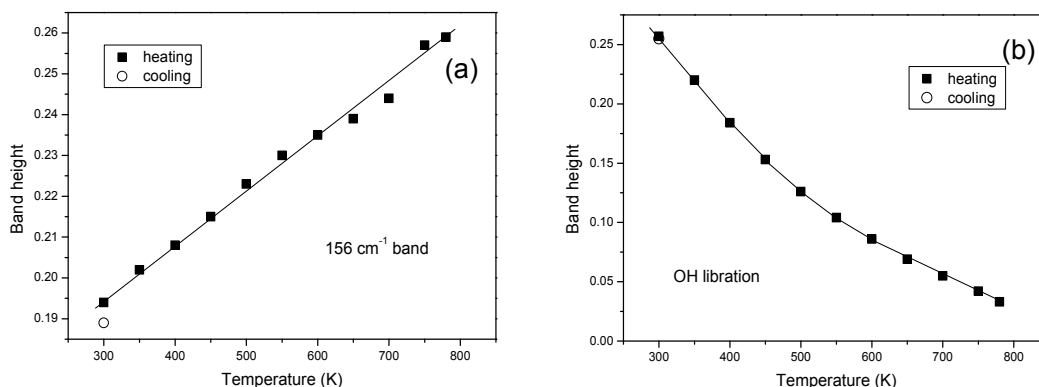 (a)
heating
cooling
0.26
0.25
0.24
0.23
0.22
0.21
0.20
0.19
Band height
156 cm⁻¹ band
300 400 500 600 700 800
Temperature (K)
(b)
heating
cooling
0.25
0.20
0.15
0.10
0.05
0.00
Band height
OH libration
300 400 500 600 700 800
Temperature (K)